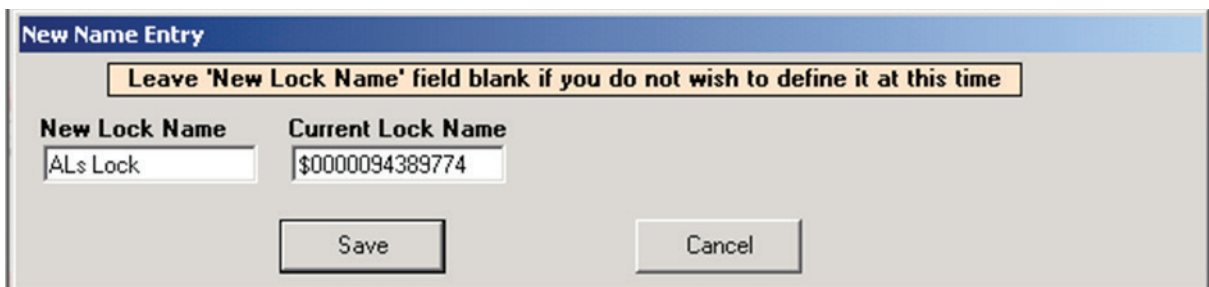 New Name Entry
Leave 'New Lock Name' field blank if you do not wish to define it at this time
New Lock Name Current Lock Name
ALs Lock $0000094389774
Save Cancel